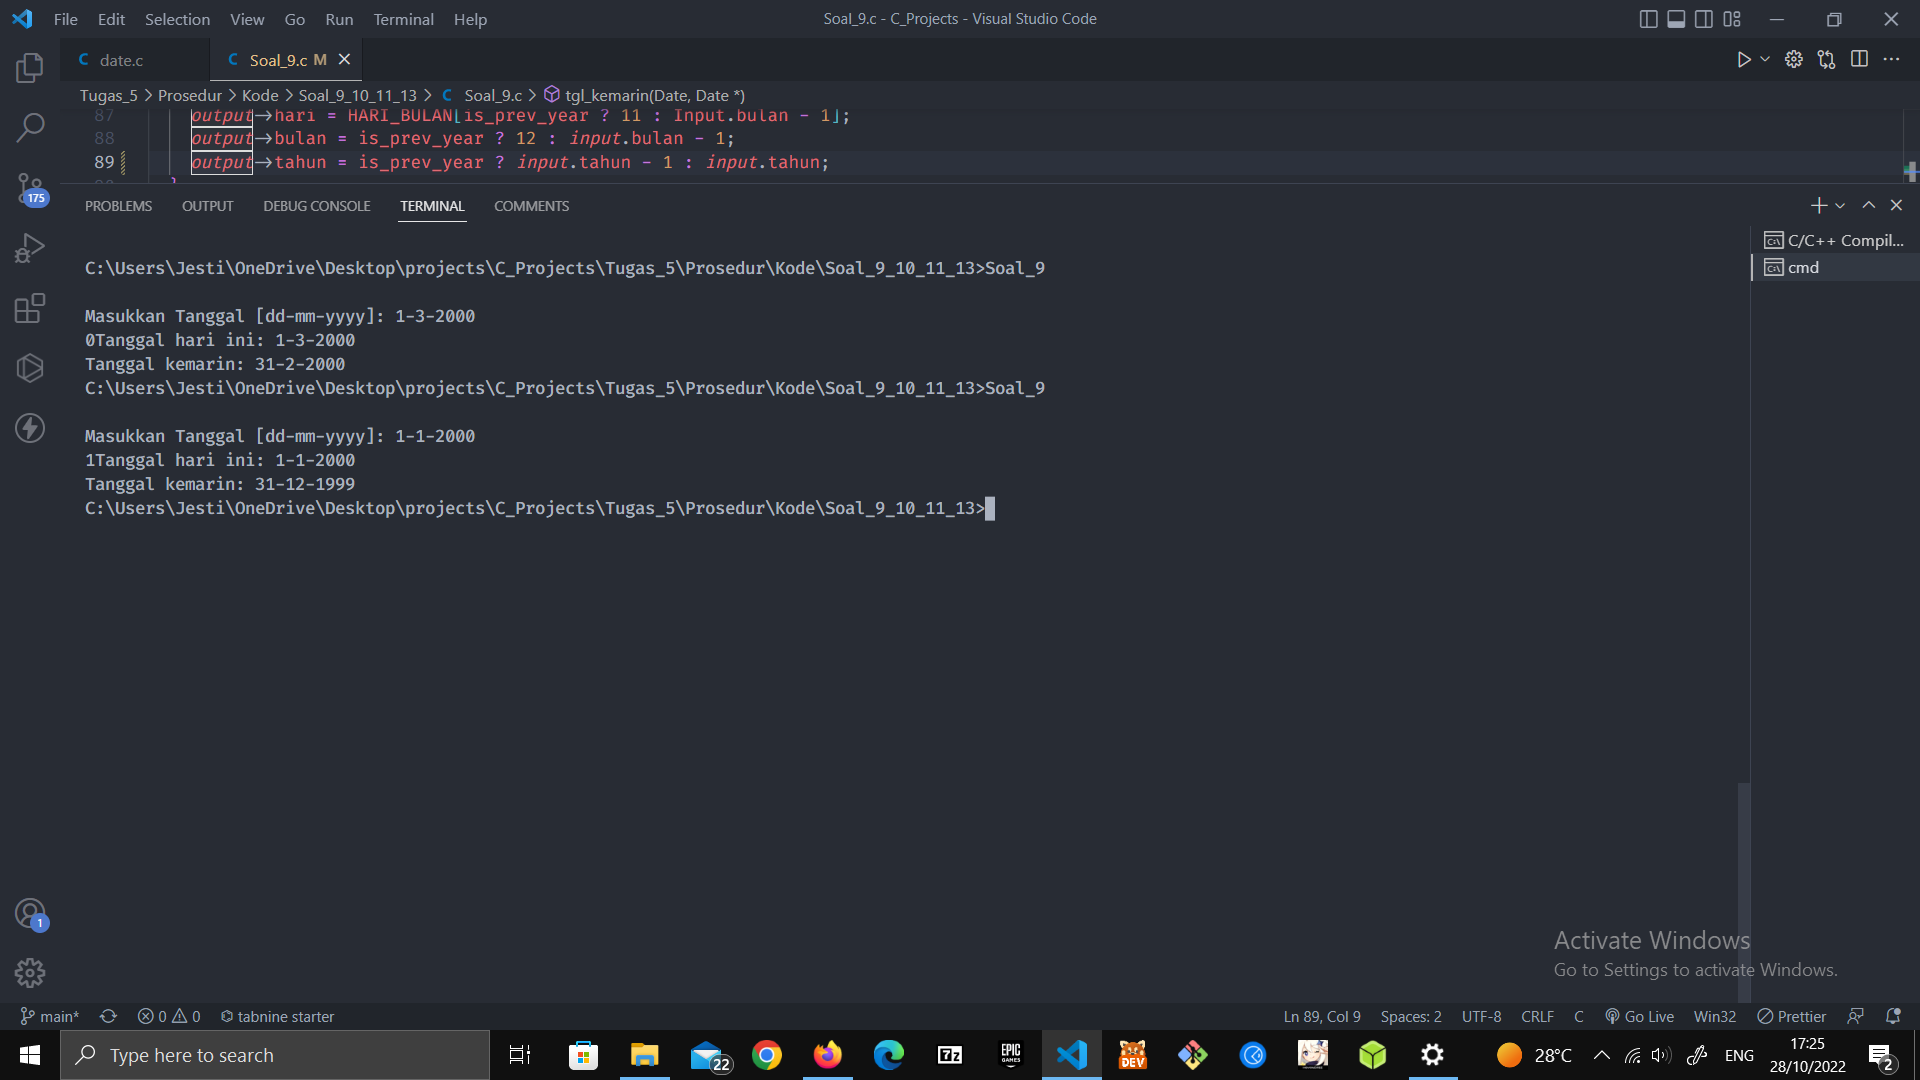 File Edit Selection View Go Run Terminal Help
Soal_9.c - C_Projects - Visual Studio Code
C date.c
C Soal_9.c M
Tugas_5 > Prosedur > Kode > Soal_9_10_11_13 > C Soal_9.c > tgl_kemarin(Date, Date *)
87 output->hari = HARI_BULAN[is_prev_year ? 11 : Input.bulan - 1];
88 output->bulan = is_prev_year ? 12 : input.bulan - 1;
89 output->tahun = is_prev_year ? input.tahun - 1 : input.tahun;
175
PROBLEMS OUTPUT DEBUG CONSOLE TERMINAL COMMENTS
C/C++ Compil...
cmd
C:\Users\Jesti\OneDrive\Desktop\projects\C_Projects\Tugas_5\Prosedur\Kode\Soal_9_10_11_13>Soal_9
Masukkan Tanggal [dd-mm-yyyy]: 1-3-2000
0Tanggal hari ini: 1-3-2000
Tanggal kemarin: 31-2-2000
C:\Users\Jesti\OneDrive\Desktop\projects\C_Projects\Tugas_5\Prosedur\Kode\Soal_9_10_11_13>Soal_9
Masukkan Tanggal [dd-mm-yyyy]: 1-1-2000
1Tanggal hari ini: 1-1-2000
Tanggal kemarin: 31-12-1999
C:\Users\Jesti\OneDrive\Desktop\projects\C_Projects\Tugas_5\Prosedur\Kode\Soal_9_10_11_13>
1
Activate Windows
Go to Settings to activate Windows.
main* 0 0 tabnine starter
Ln 89, Col 9 Spaces: 2 UTF-8 CRLF C Go Live Win32 Prettier
Type here to search
22
7z
EPIC GAMES
DEV
28°C
ENG
17:25
28/10/2022
2